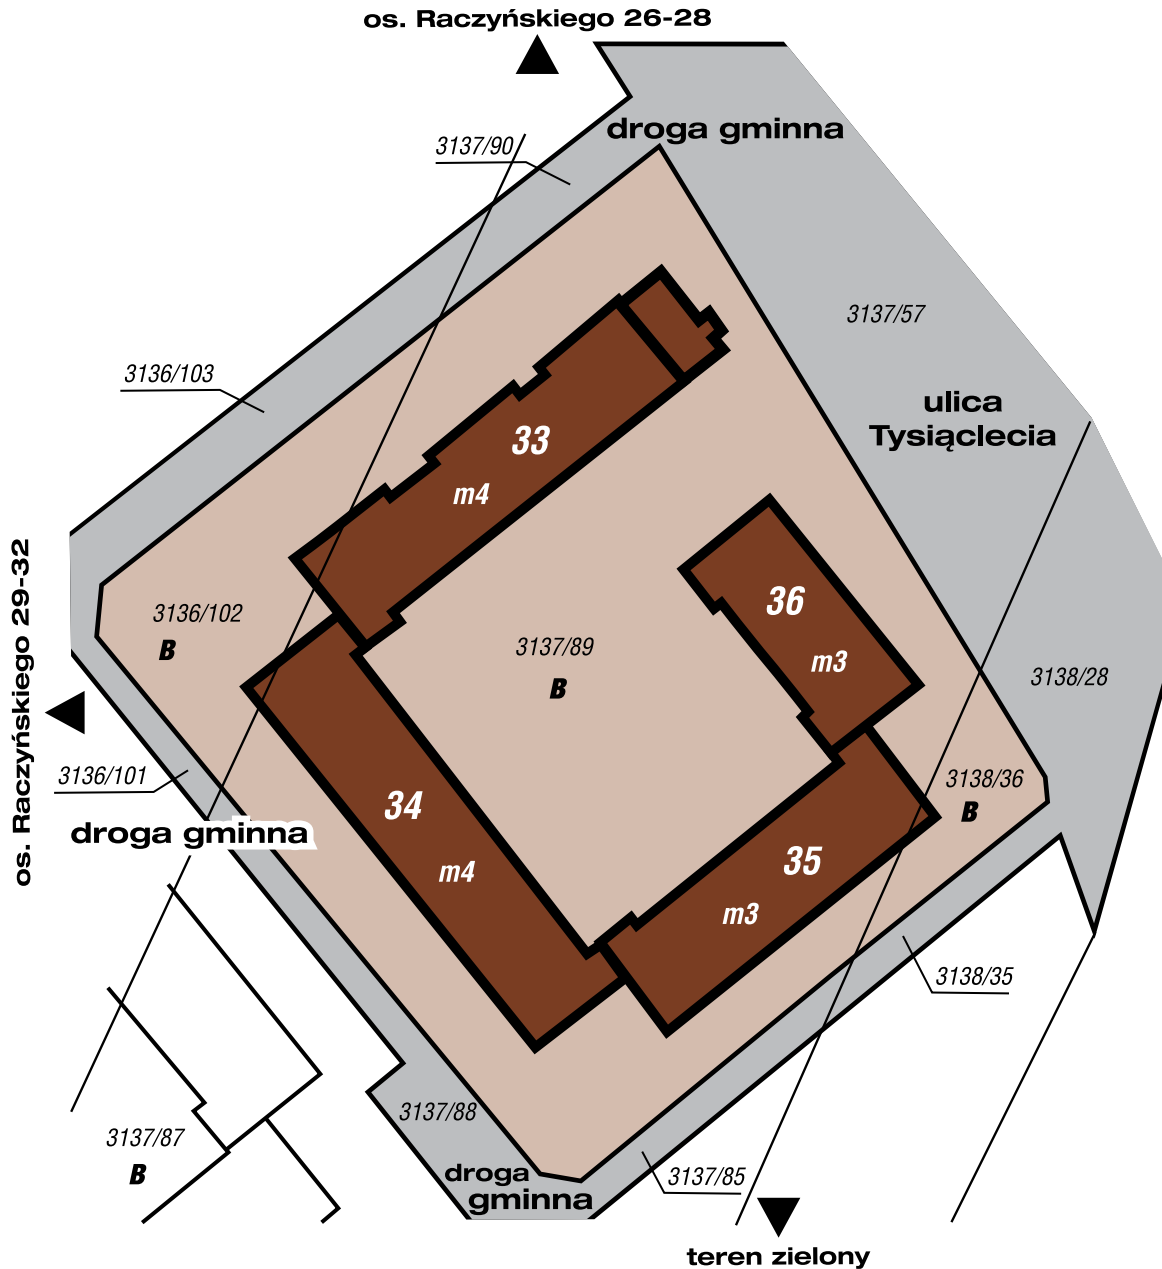 os. Raczyńskiego 26-28
droga gminna
3137/90
3137/57
3136/103
ulica
Tysiąclecia
33
m4
os. Raczyńskiego 29-32
3136/102
B
36
m3
3137/89
B
3138/28
3136/101
droga gminna
34
m4
3138/36
B
35
m3
3138/35
3137/88
3137/87
B
droga
gminna
3137/85
teren zielony